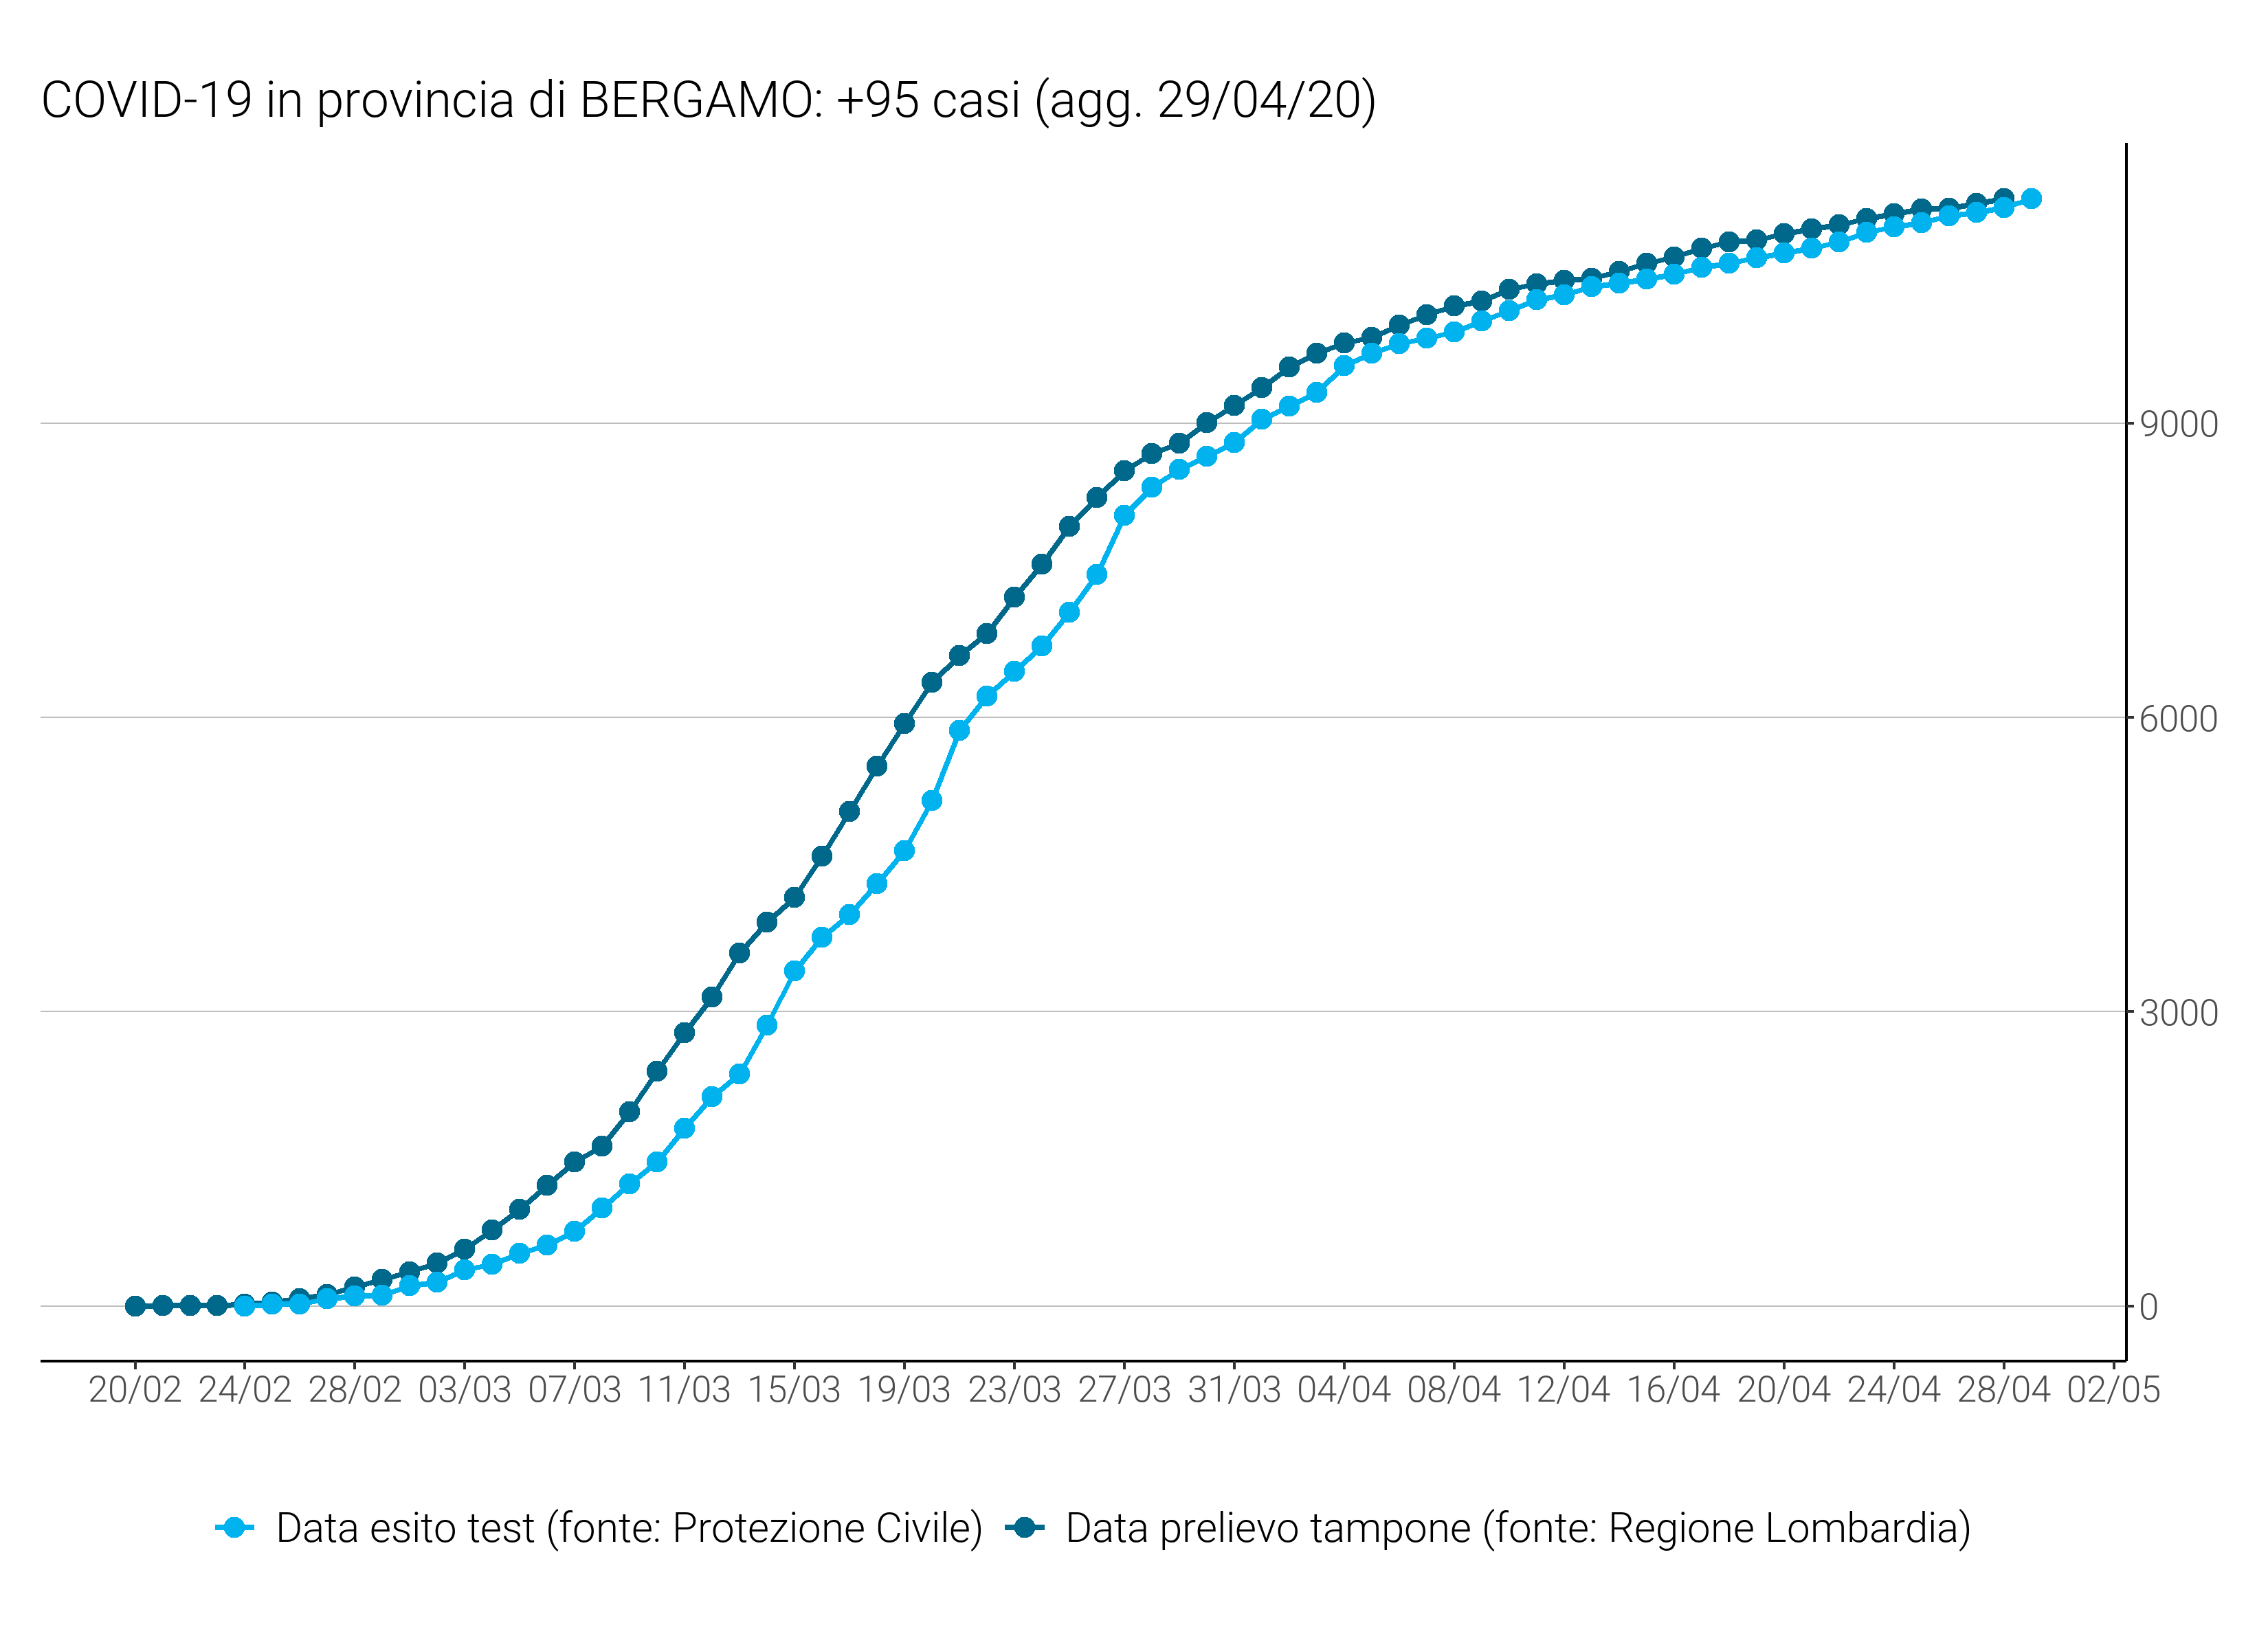 COVID-19 in provincia di BERGAMO: +95 casi (agg. 29/04/20)
9000
6000
3000
0
20/02 24/02 28/02 03/03 07/03 11/03 15/03 19/03 23/03 27/03 31/03 04/04 08/04 12/04 16/04 20/04 24/04 28/04 02/05
Data esito test (fonte: Protezione Civile) Data prelievo tampone (fonte: Regione Lombardia)